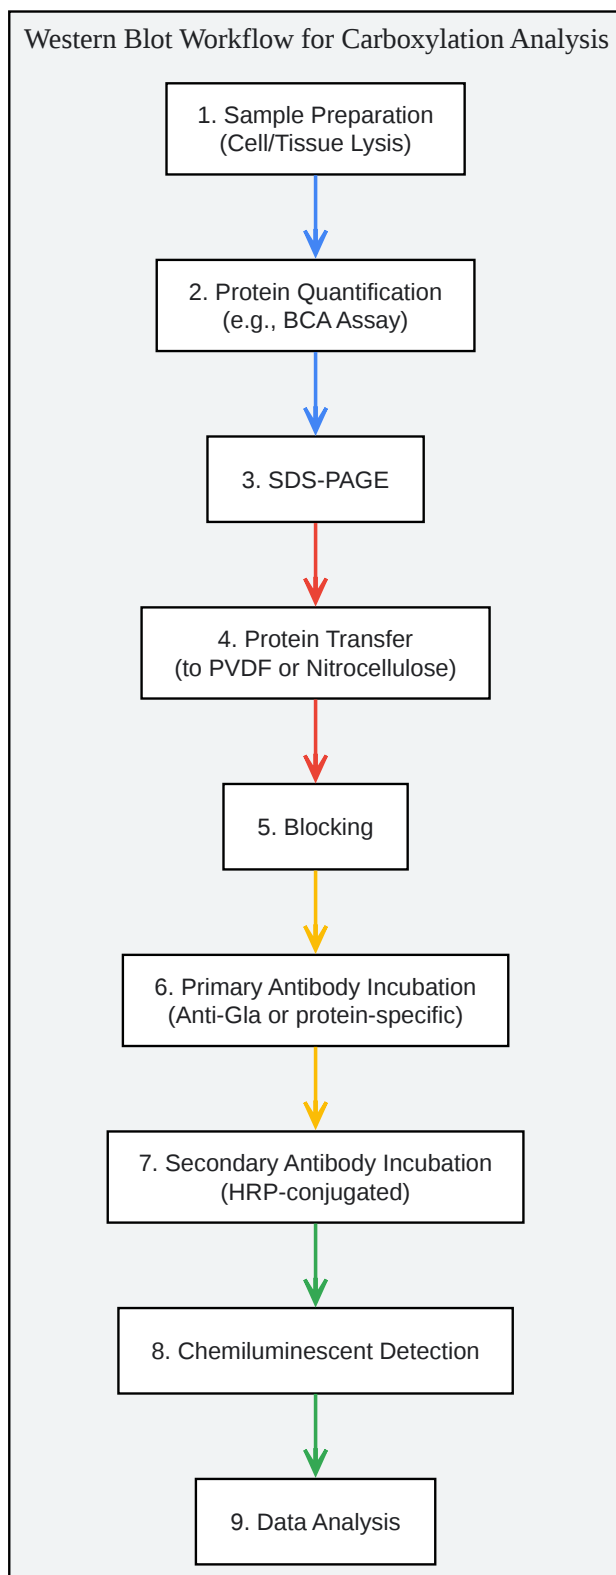 Western Blot Workflow for Carboxylation Analysis
1. Sample Preparation
(Cell/Tissue Lysis)
2. Protein Quantification
(e.g., BCA Assay)
3. SDS-PAGE
4. Protein Transfer
(to PVDF or Nitrocellulose)
5. Blocking
6. Primary Antibody Incubation
(Anti-Gla or protein-specific)
7. Secondary Antibody Incubation
(HRP-conjugated)
8. Chemiluminescent Detection
9. Data Analysis